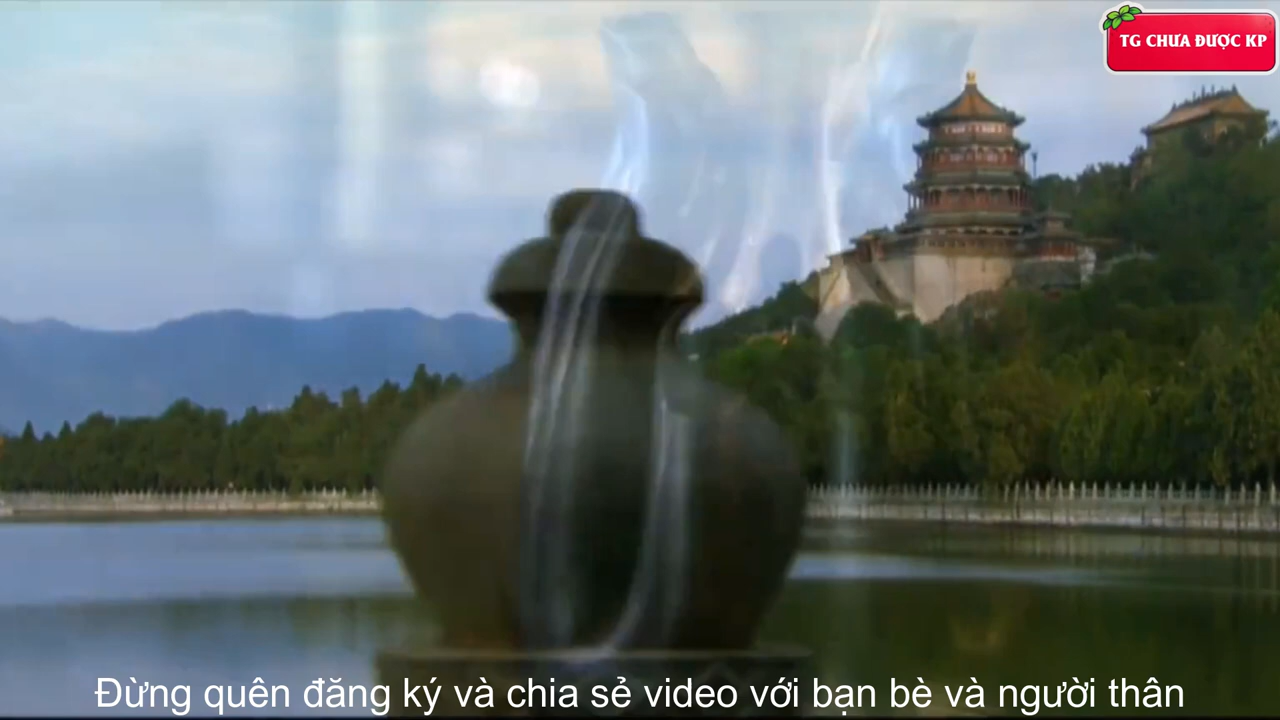 TG CHƯA ĐƯỢC KP
Đừng quên đăng ký và chia sẻ video với bạn bè và người thân